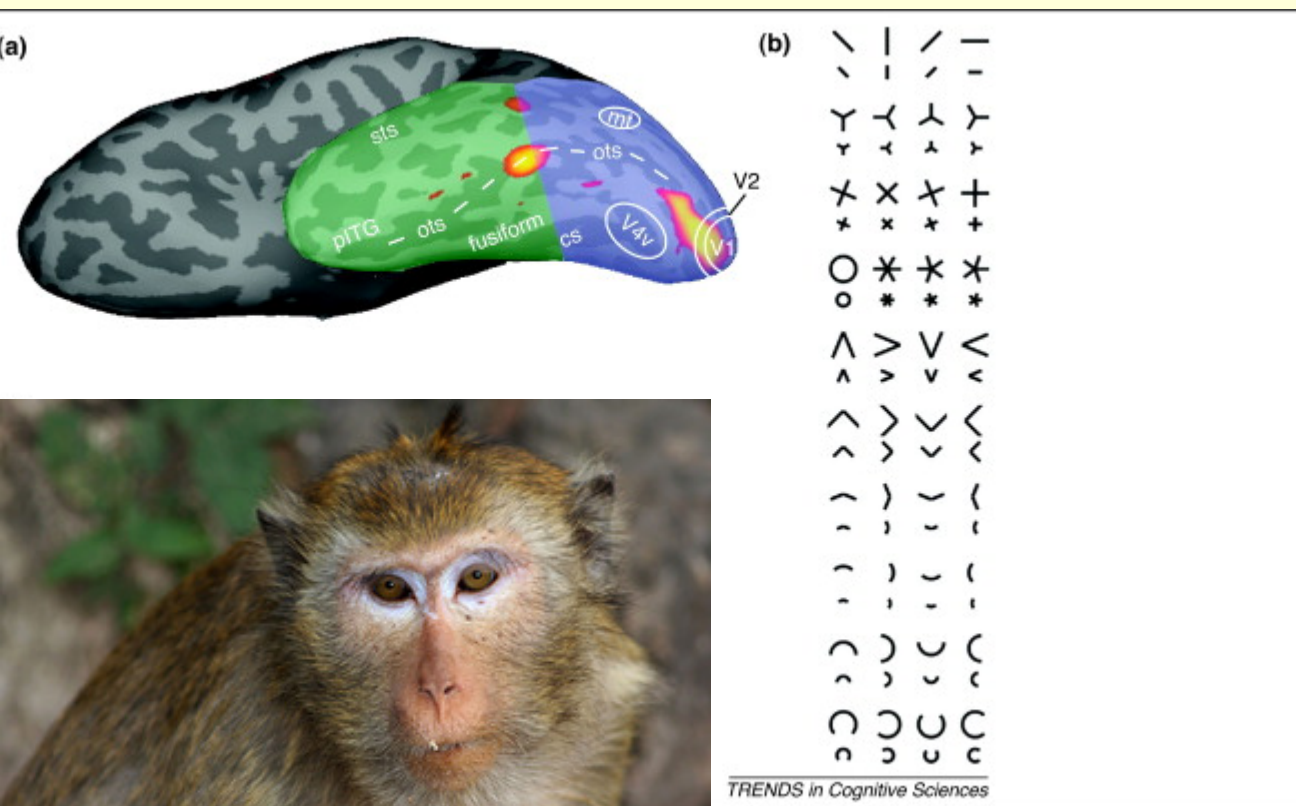 (a)
(b)
sts
mt
ots
V2
pITG
ots
fusiform
cs
V4v
V1
TRENDS in Cognitive Sciences